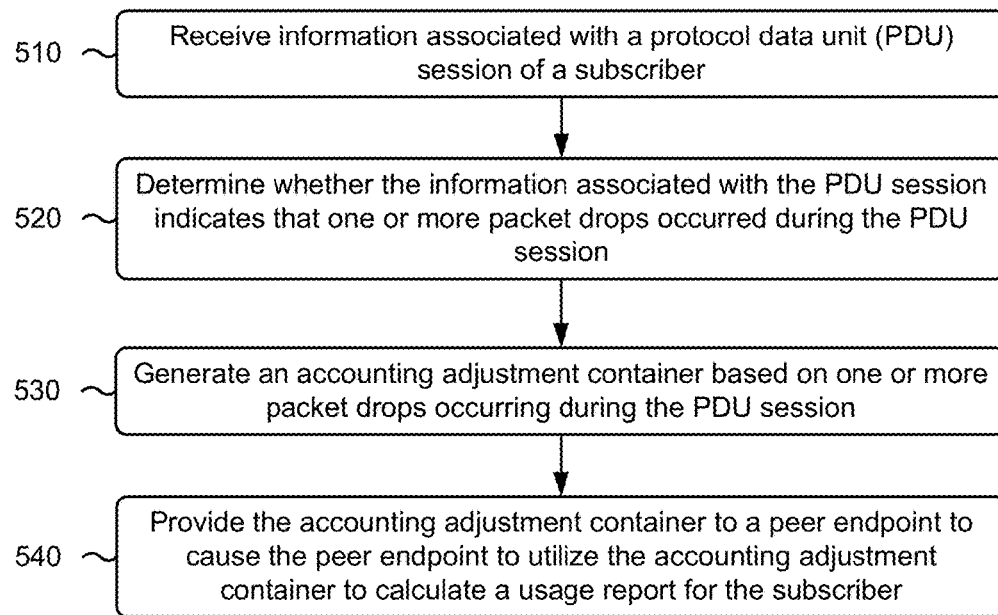 510
Receive information associated with a protocol data unit (PDU)
session of a subscriber
520
Determine whether the information associated with the PDU session
indicates that one or more packet drops occurred during the PDU
session
530
Generate an accounting adjustment container based on one or more
packet drops occurring during the PDU session
540
Provide the accounting adjustment container to a peer endpoint to
cause the peer endpoint to utilize the accounting adjustment
container to calculate a usage report for the subscriber